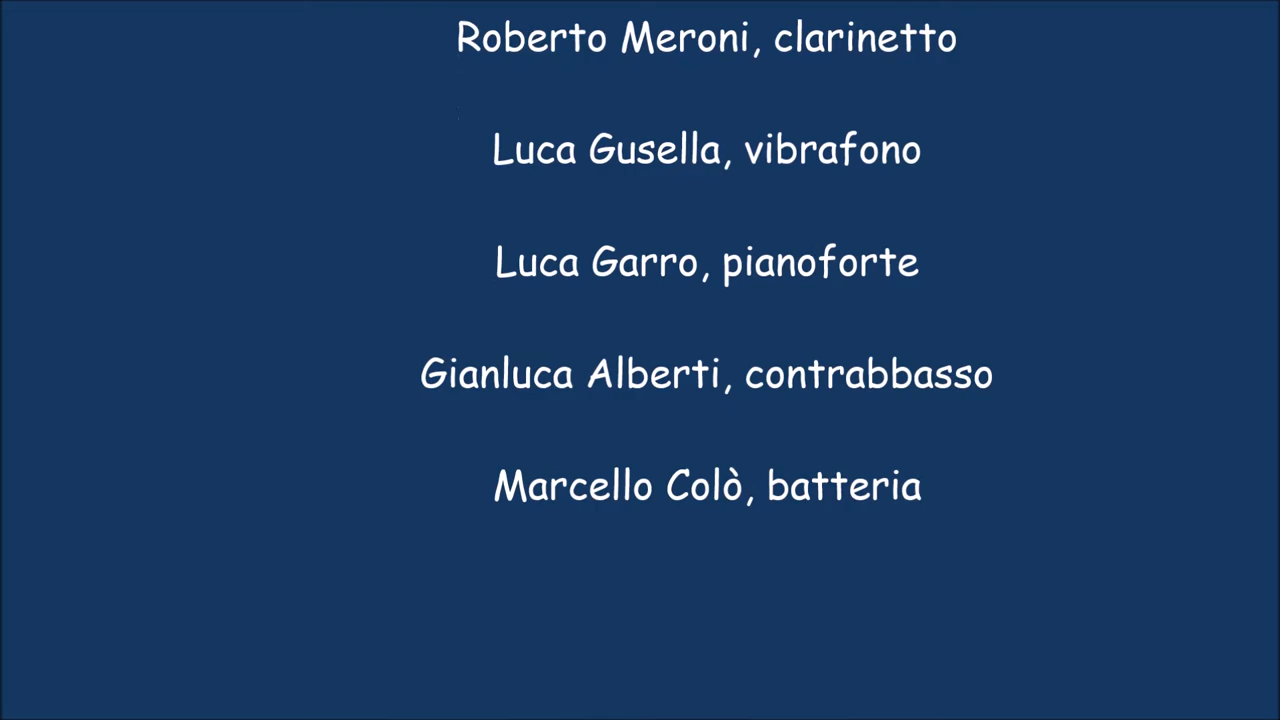 Roberto Meroni, clarinetto
Luca Gusella, vibrafono
Luca Garro, pianoforte
Gianluca Alberti, contrabbasso
Marcello Colò, batteria